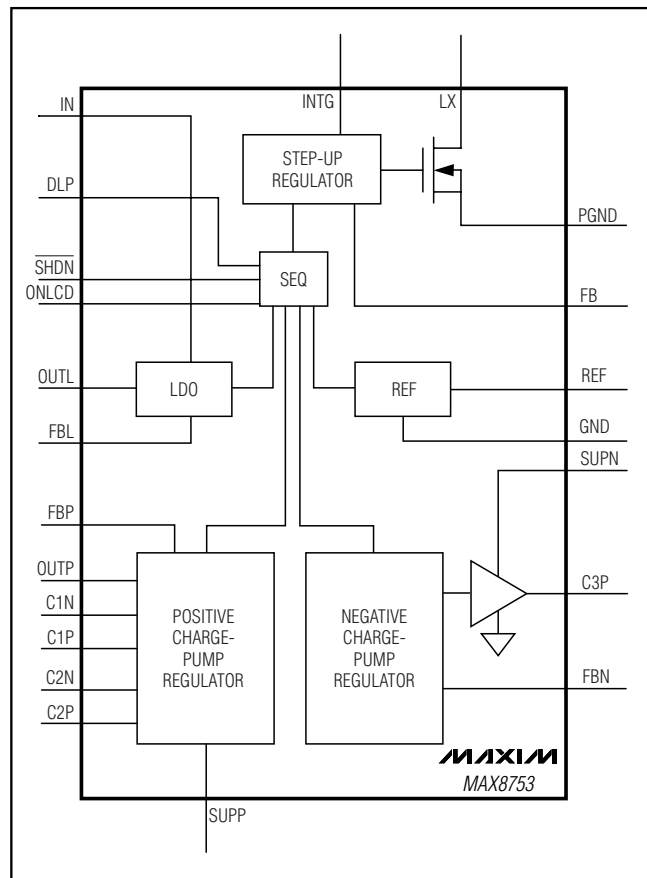 INTG
LX
IN
STEP-UP
REGULATOR
DLP
PGND
SHDN
SEQ
ONLCD
FB
OUTL
LDO
REF
REF
FBL
GND
SUPN
FBP
OUTP
C1N
C1P
C2N
C2P
POSITIVE
CHARGE-
PUMP
REGULATOR
NEGATIVE
CHARGE-
PUMP
REGULATOR
C3P
FBN
MAXIM
MAX8753
SUPP